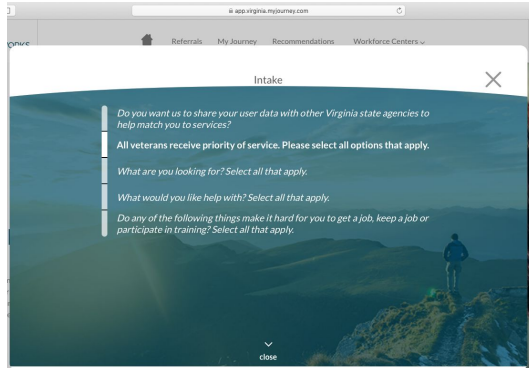 app.virginia.myjourney.com
Referrals My Journey Recommendations Workforce Centers
Intake
Do you want us to share your user data with other Virginia state agencies to
help match you to services?
All veterans receive priority of service. Please select all options that apply.
What are you looking for? Select all that apply.
What would you like help with? Select all that apply.
Do any of the following things make it hard for you to get a job, keep a job or
participate in training? Select all that apply.
close